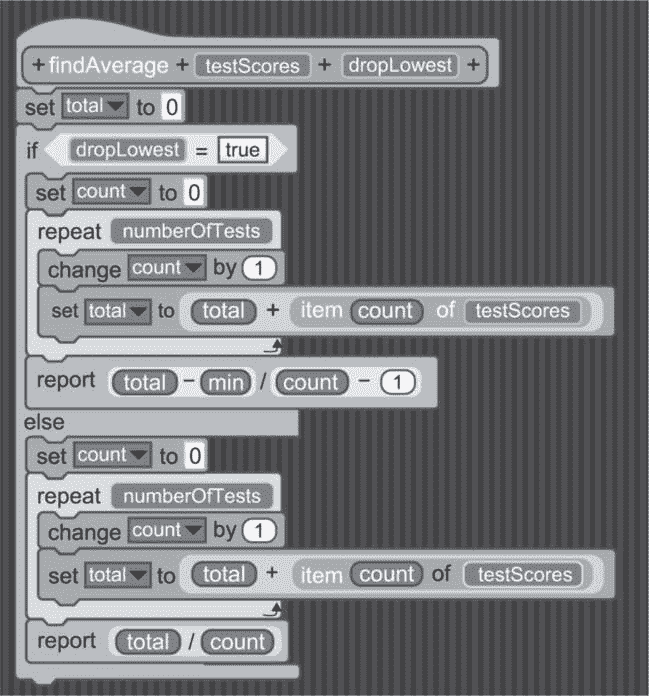 + findAverage + testScores + dropLowest +
set total to 0
if dropLowest = true
set count to 0
repeat numberOfTests
change count by 1
set total to total + item count of testScores
report total - min / count - 1
else
set count to 0
repeat numberOfTests
change count by 1
set total to total + item count of testScores
report total / count